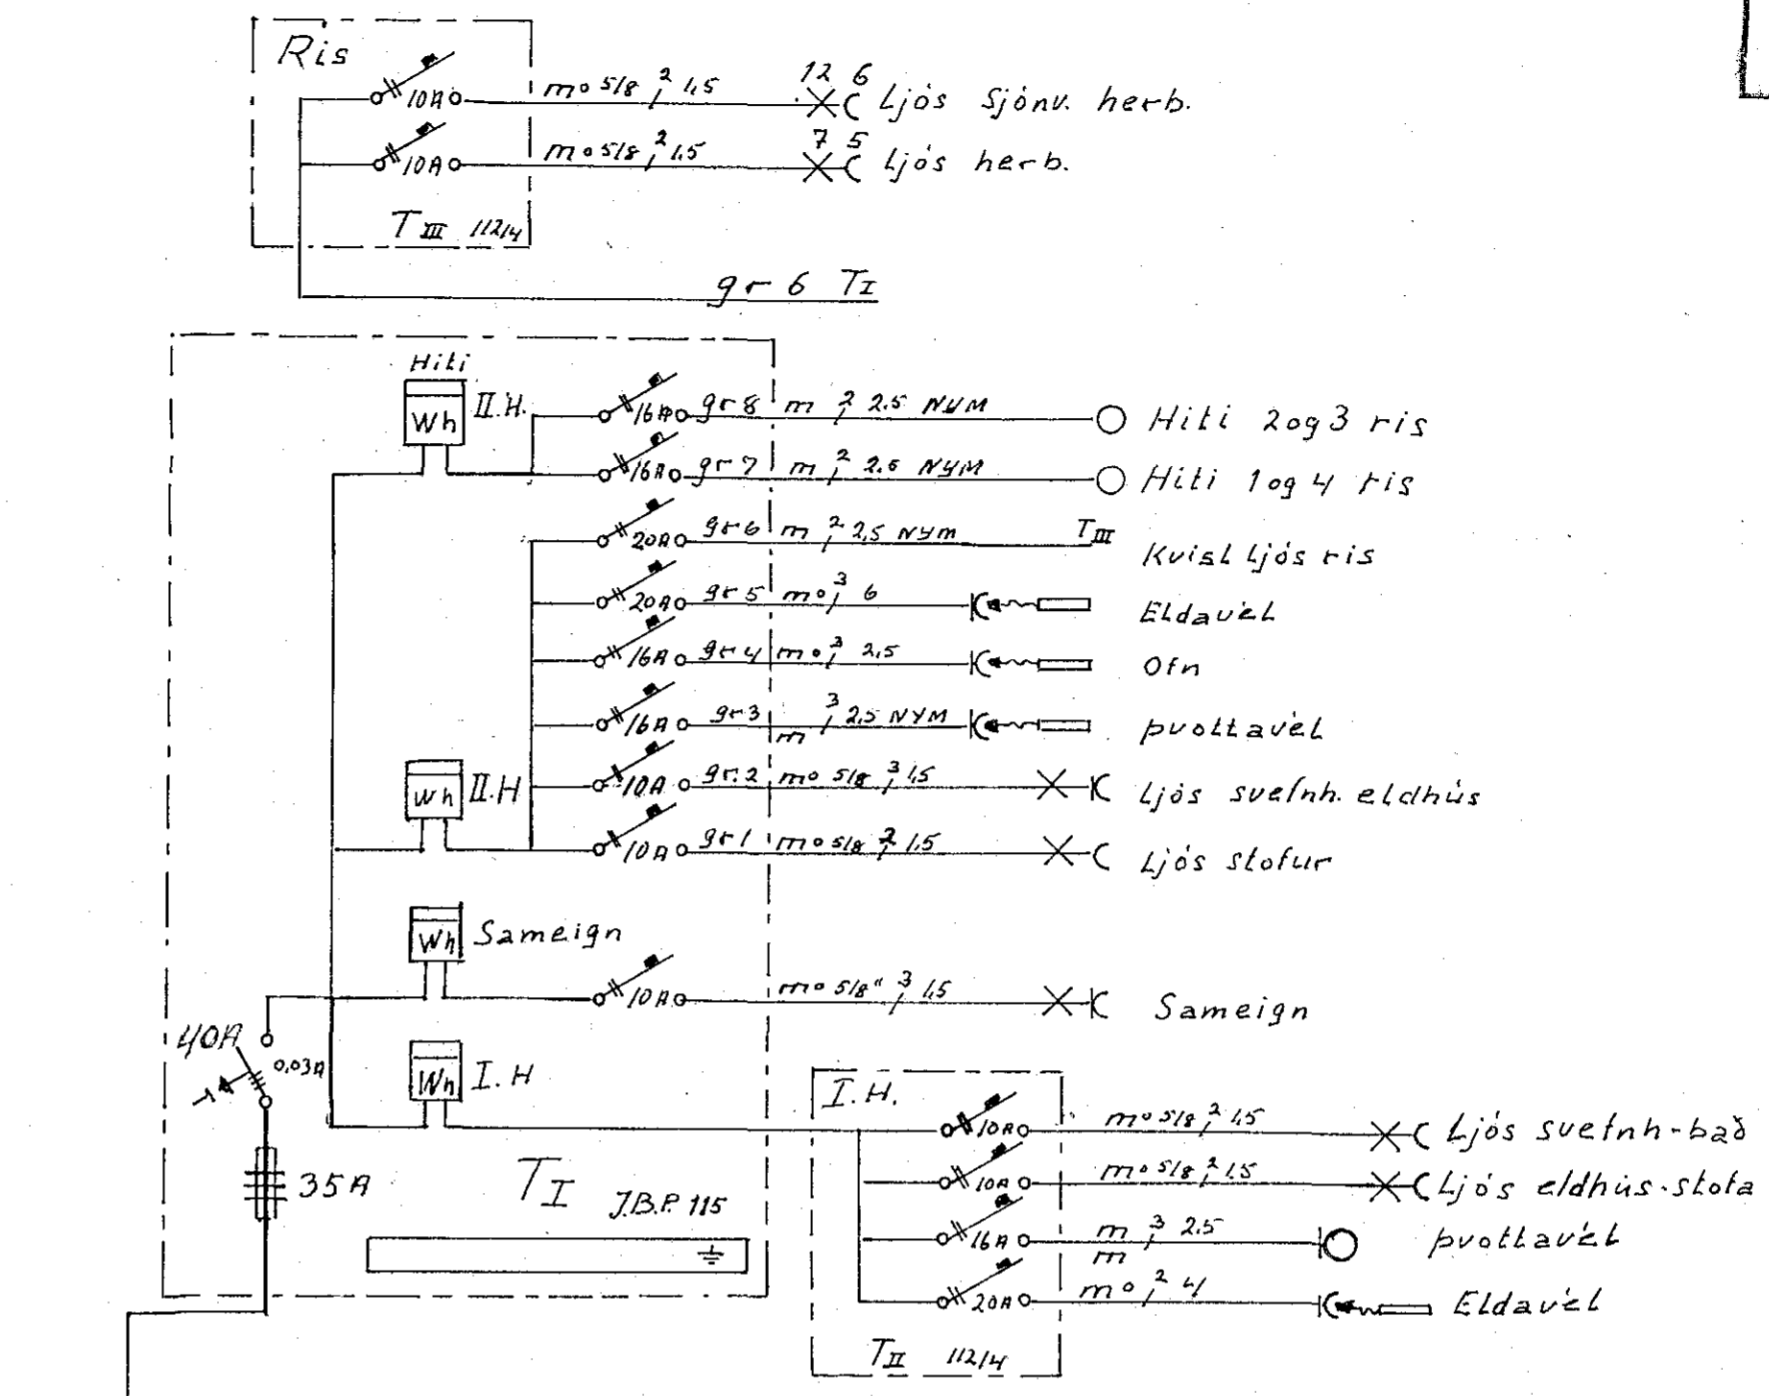 Ris
10A mo 5/8 2 1,5 12 6 Ljós Sjónv. herb.
10A mo 5/8 2 1,5 7 5 Ljós herb.
TIII 112/4
gr 6 TI
Hiti
Wh II.H. 16A gr 8 m 2 2.5 NYM Hiti 2 og 3 ris
16A gr 7 m 2 2.5 NYM Hiti 1 og 4 ris
20A gr 6 m 2 2,5 NYM TIII Kvisl Ljós ris
20A gr 5 mo 3 6 Eldavél
16A gr 4 mo 3 2,5 Ofn
16A gr 3 m 3 2,5 NYM þvottavél
Wh II.H 10A gr. 2 mo 5/8 3 1,5 Ljós svefnh. eldhús
10A gr 1 mo 5/8 2 1,5 Ljós stofur
Wh Sameign
10A mo 5/8" 3 1,5 Sameign
40A 0,03A
Wh I.H
I.H.
10A mo 5/8 2 1,5 Ljós svefnh-bað
10A mo 5/8 2 1,5 Ljós eldhús-stofa
16A m 3 2.5 m þvottavél
20A mo 2 4 Eldavél
35A
TI J.B.P. 115
TII 112/4